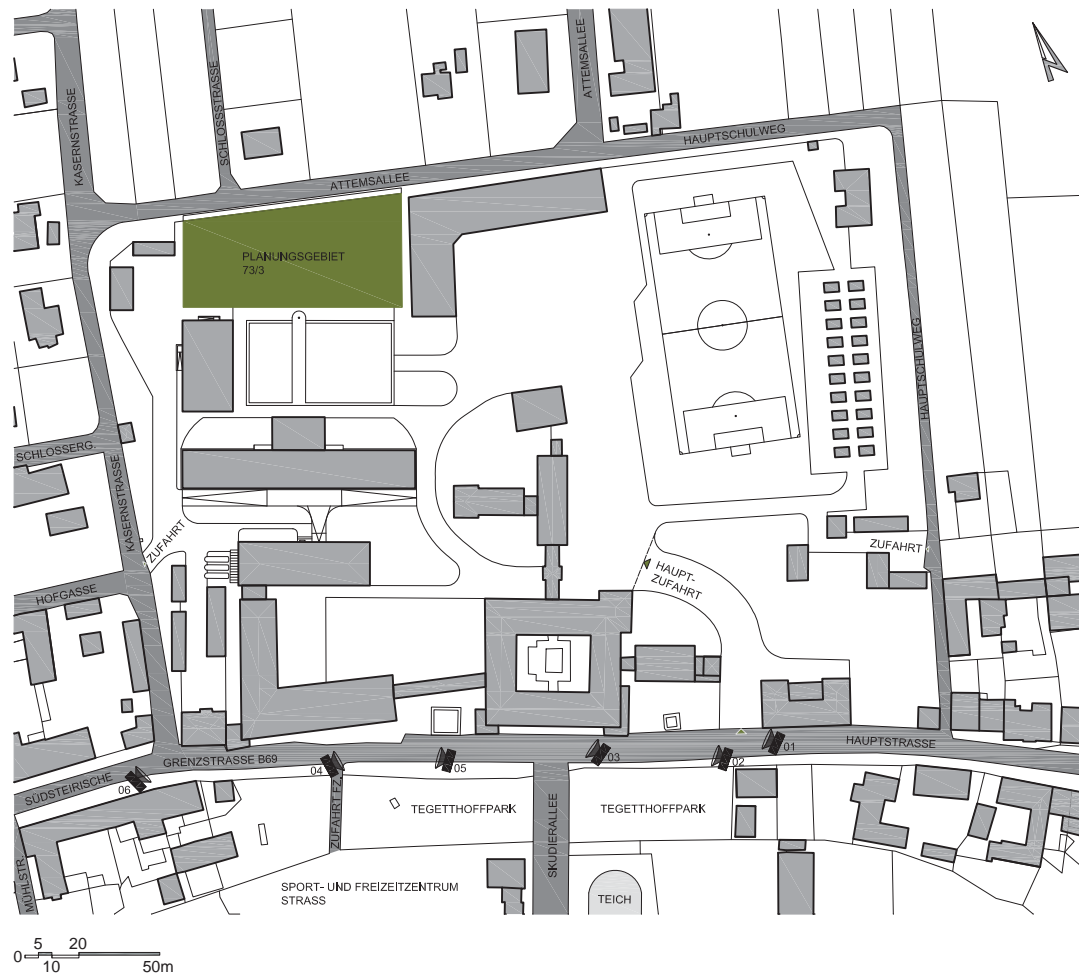 KASERNSTRASSE
SCHLOSSSTRASSE
ATTEMSALLEE
HAUPTSCHULWEG
ATTEMSALLEE
PLANUNGSGEBIET
73/3
HAUPTSCHULWEG
SCHLOSSERG.
KASERNSTRASSE
ZUFAHRT
ZUFAHRT
HAUPT-
ZUFAHRT
HOFGASSE
01
HAUPTSTRASSE
GRENZSTRASSE B69
03
02
04
05
SÜDSTEIRISCHE
06
ZUFAHRT FZ.
TEGETTHOFFPARK
TEGETTHOFFPARK
SKUDIERALLEE
MÜHLSTR.
SPORT- UND FREIZEITZENTRUM
STRASS
TEICH
5 20
0 10 50m